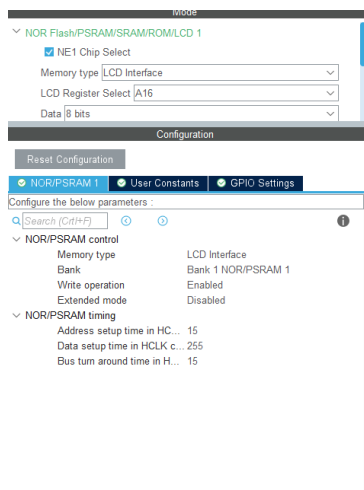 Mode
NOR Flash/PSRAM/SRAM/ROM/LCD 1
NE1 Chip Select
Memory type LCD Interface
LCD Register Select A16
Data 8 bits
Configuration
Reset Configuration
NOR/PSRAM 1 User Constants GPIO Settings
Configure the below parameters :
Search (Crtl+F)
NOR/PSRAM control
Memory type LCD Interface
Bank Bank 1 NOR/PSRAM 1
Write operation Enabled
Extended mode Disabled
NOR/PSRAM timing
Address setup time in HC... 15
Data setup time in HCLK c... 255
Bus turn around time in H... 15